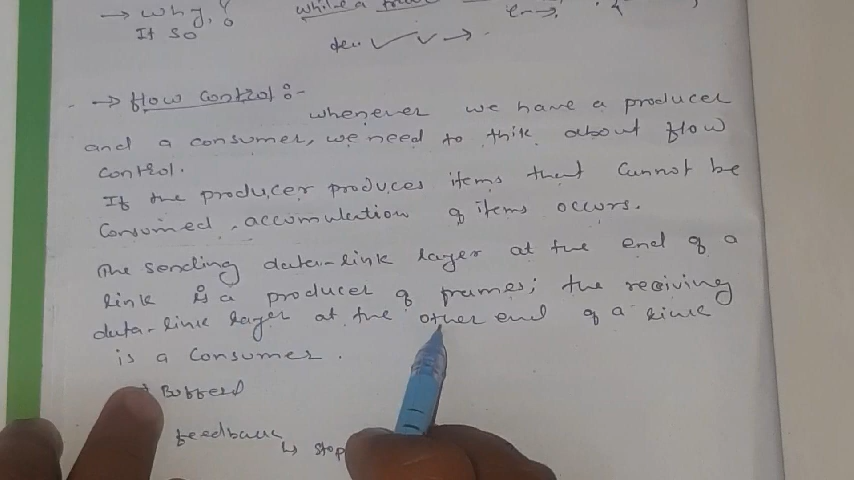 → why, ?
while a
If so
→ flow control :-
whenever we have a producer
and a consumer, we need to thik about flow
control.
If the producer produces items that cannot be
consumed, accumulation of items occurs.
The sending data-link layer at the end of a
link is a producer of frames; the receiving
data-link layer at the other end of a link
is a consumer.
Buffers
feedback
↳ stop